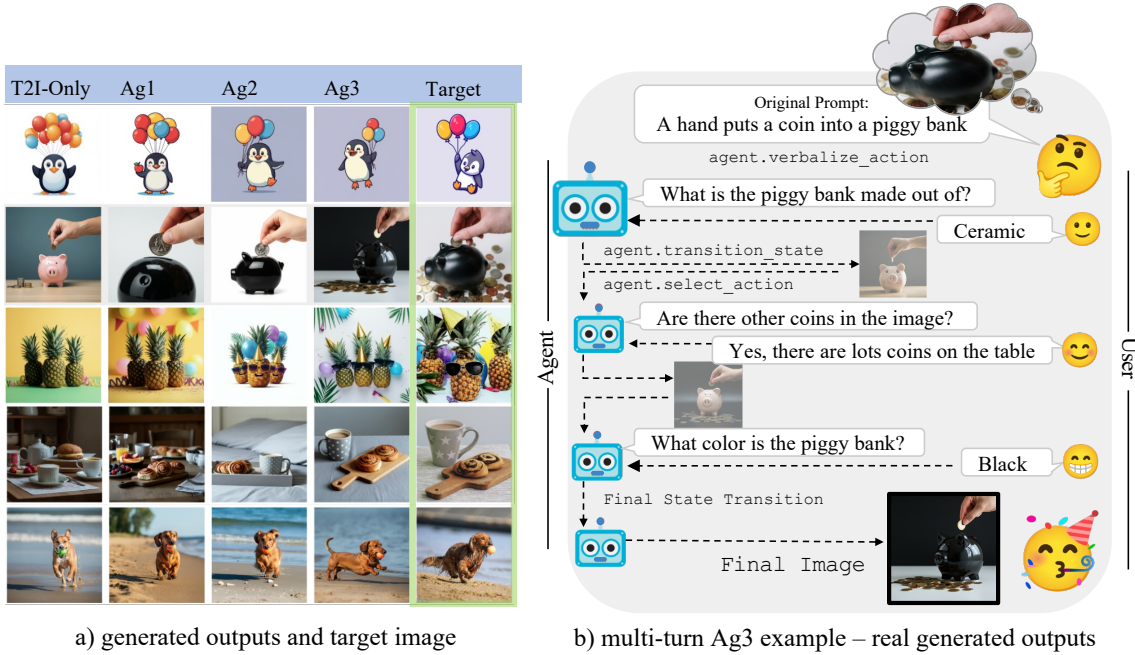 T2I-Only Ag1 Ag2 Ag3 Target
a) generated outputs and target image
Original Prompt:
A hand puts a coin into a piggy bank
agent.verbalize_action
What is the piggy bank made out of?
Ceramic
agent.transition_state
agent.select_action
Are there other coins in the image?
Yes, there are lots coins on the table
What color is the piggy bank?
Black
Final State Transition
Final Image
Agent
User
b) multi-turn Ag3 example – real generated outputs